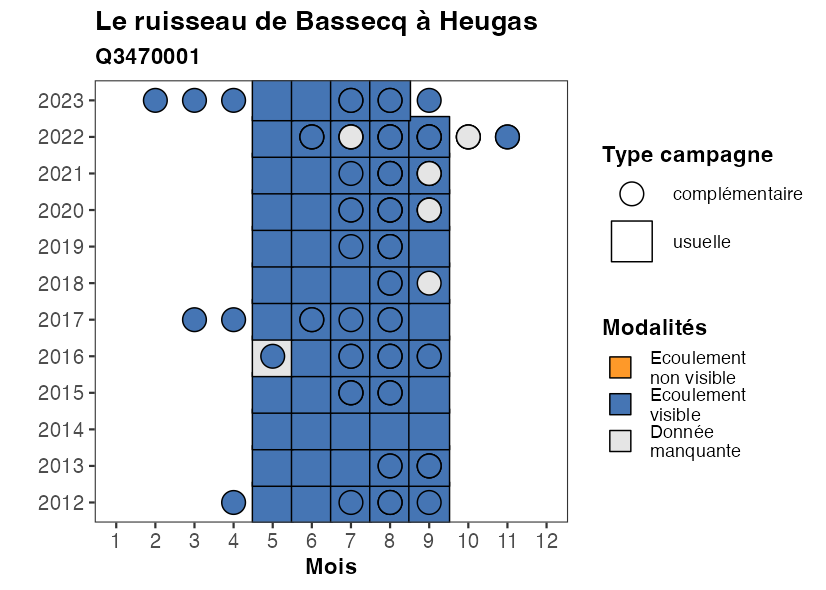 Le ruisseau de Bassecq à Heugas
Q3470001
2023
2022
2021
2020
2019
2018
2017
2016
2015
2014
2013
2012
1 2 3 4 5 6 7 8 9 10 11 12
Mois
Type campagne
complémentaire
usuelle
Modalités
Ecoulement
non visible
Ecoulement
visible
Donnée
manquante